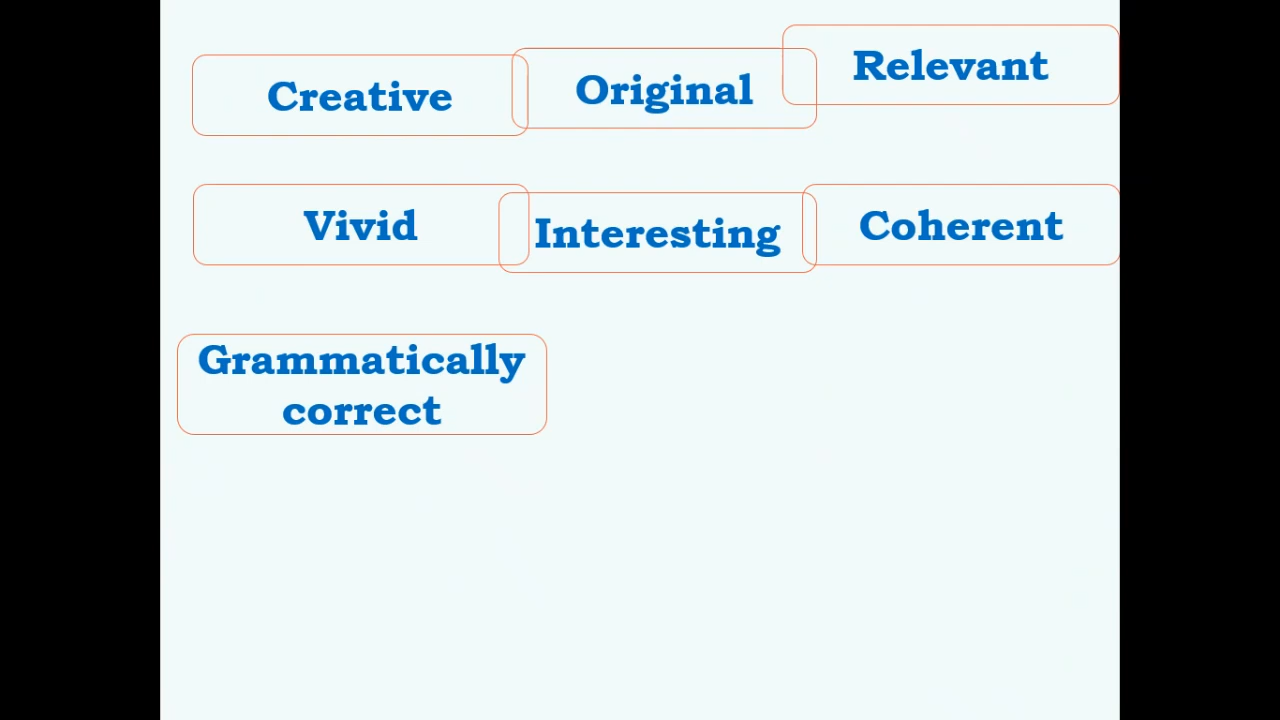 Creative
Original
Relevant
Vivid
Interesting
Coherent
Grammatically
correct